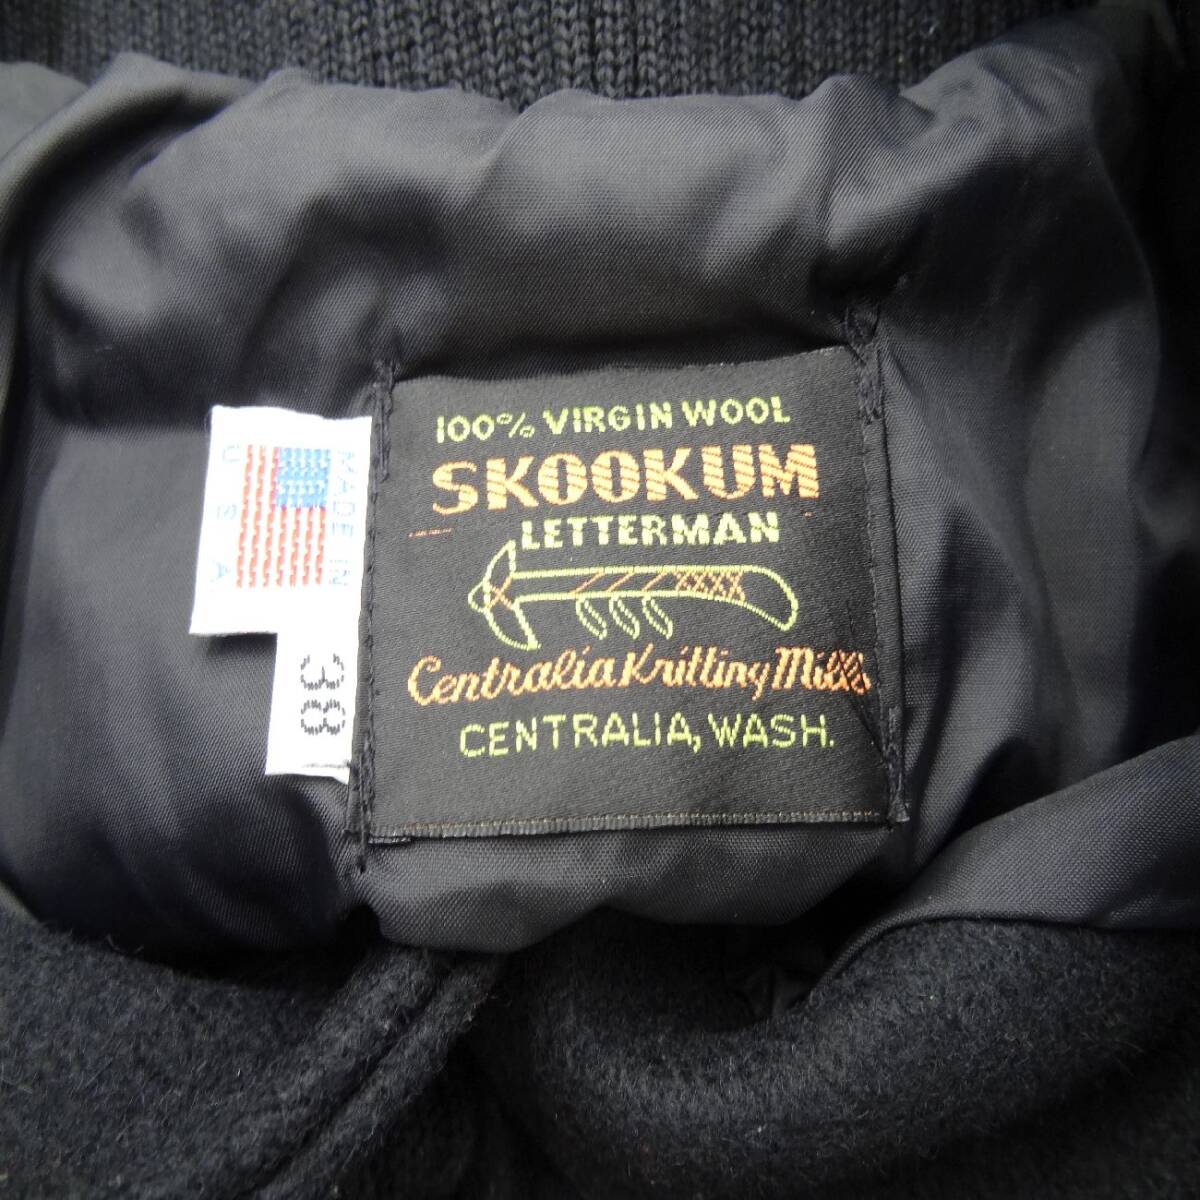 100% VIRGIN WOOL
SKOOKUM
LETTERMAN
Centralia Knitting Mills
CENTRALIA, WASH.
MADE IN
U S A
38